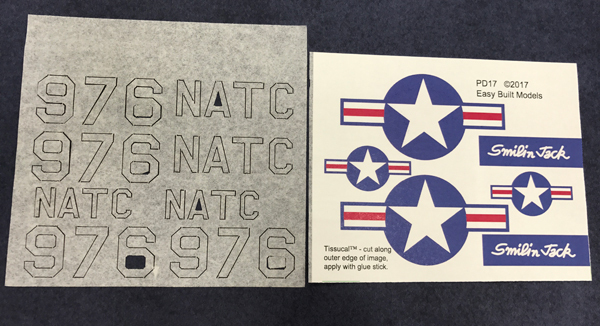 976 NATC
976 NATC
NATC NATC
976 976
PD17 ©2017
Easy Built Models
Smilin Jack
Tissucal™ - cut along
outer edge of image,
apply with glue stick.
Smilin Jack